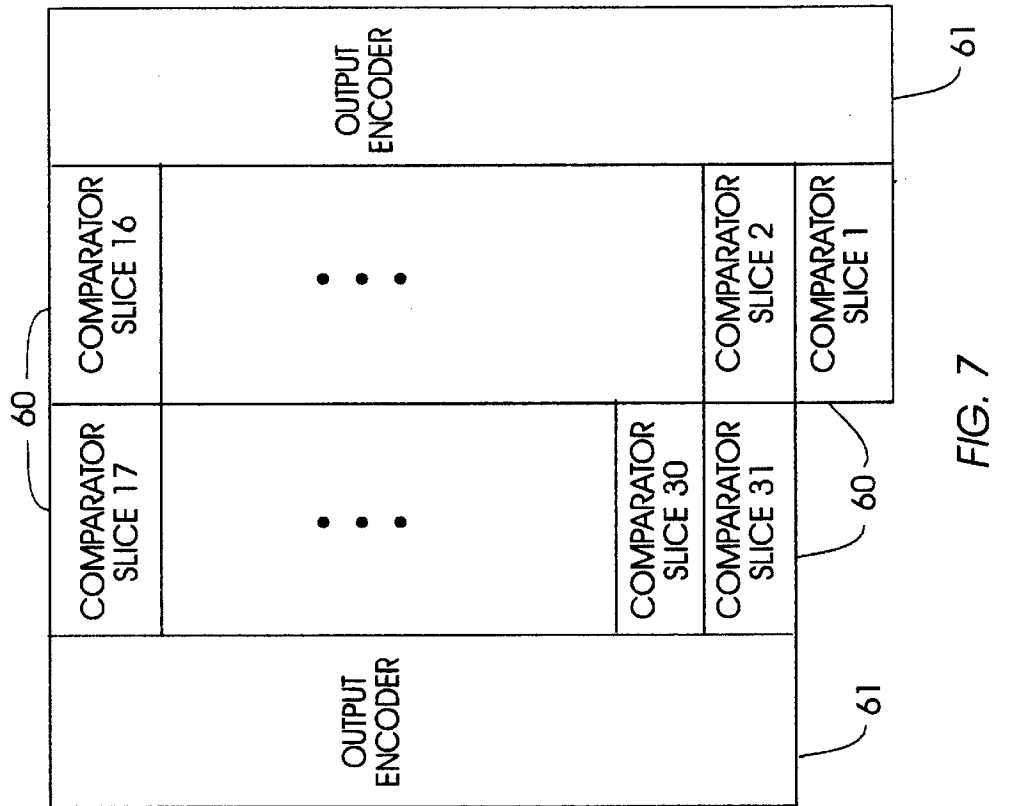 60
OUTPUT
ENCODER
COMPARATOR
SLICE 17
COMPARATOR
SLICE 16
OUTPUT
ENCODER
COMPARATOR
SLICE 30
COMPARATOR
SLICE 31
COMPARATOR
SLICE 2
COMPARATOR
SLICE 1
61
60
61
FIG. 7